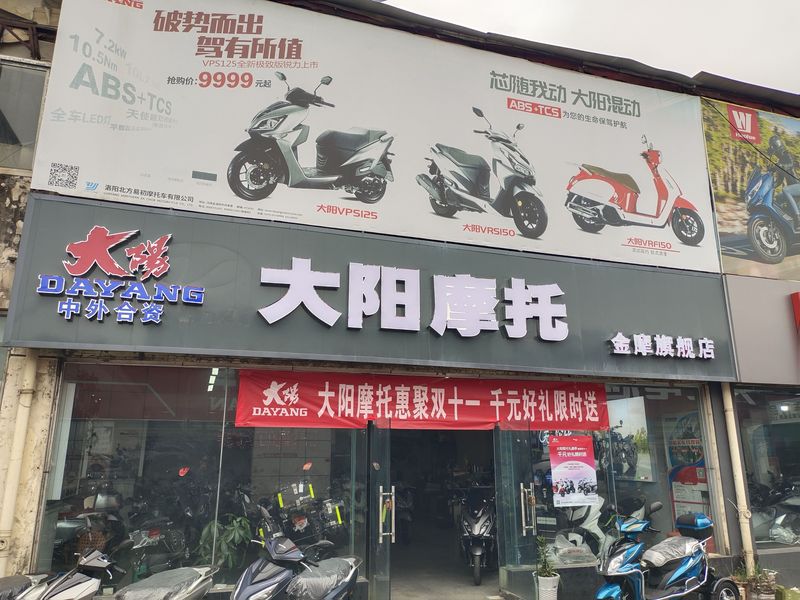 破势而出
驾有所值
VPS125全新极致版锐力上市
抢购价:9999元起
7.2kw
10.5Nm
ABS+TCS
全车LED灯
洛阳北方易初摩托车有限公司
大阳VPS125
芯随我动 大阳混动
ABS+TCS 为您的生命保驾护航
大阳VRS150
大阳VRF150
大陽
DAYANG
中外合资
大阳摩托
金摩旗舰店
大陽
DAYANG
大阳摩托惠聚双十一 千元好礼限时送